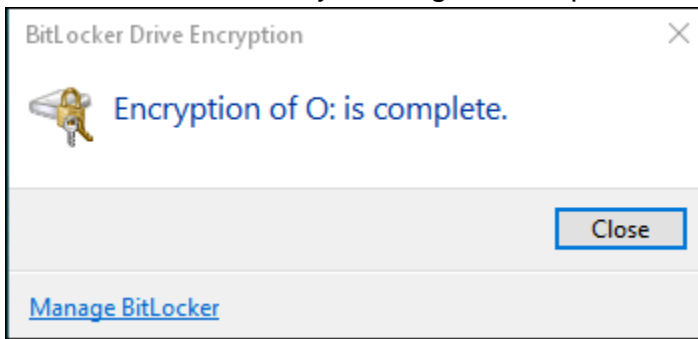 BitLocker Drive Encryption
Encryption of O: is complete.
Close
Manage BitLocker